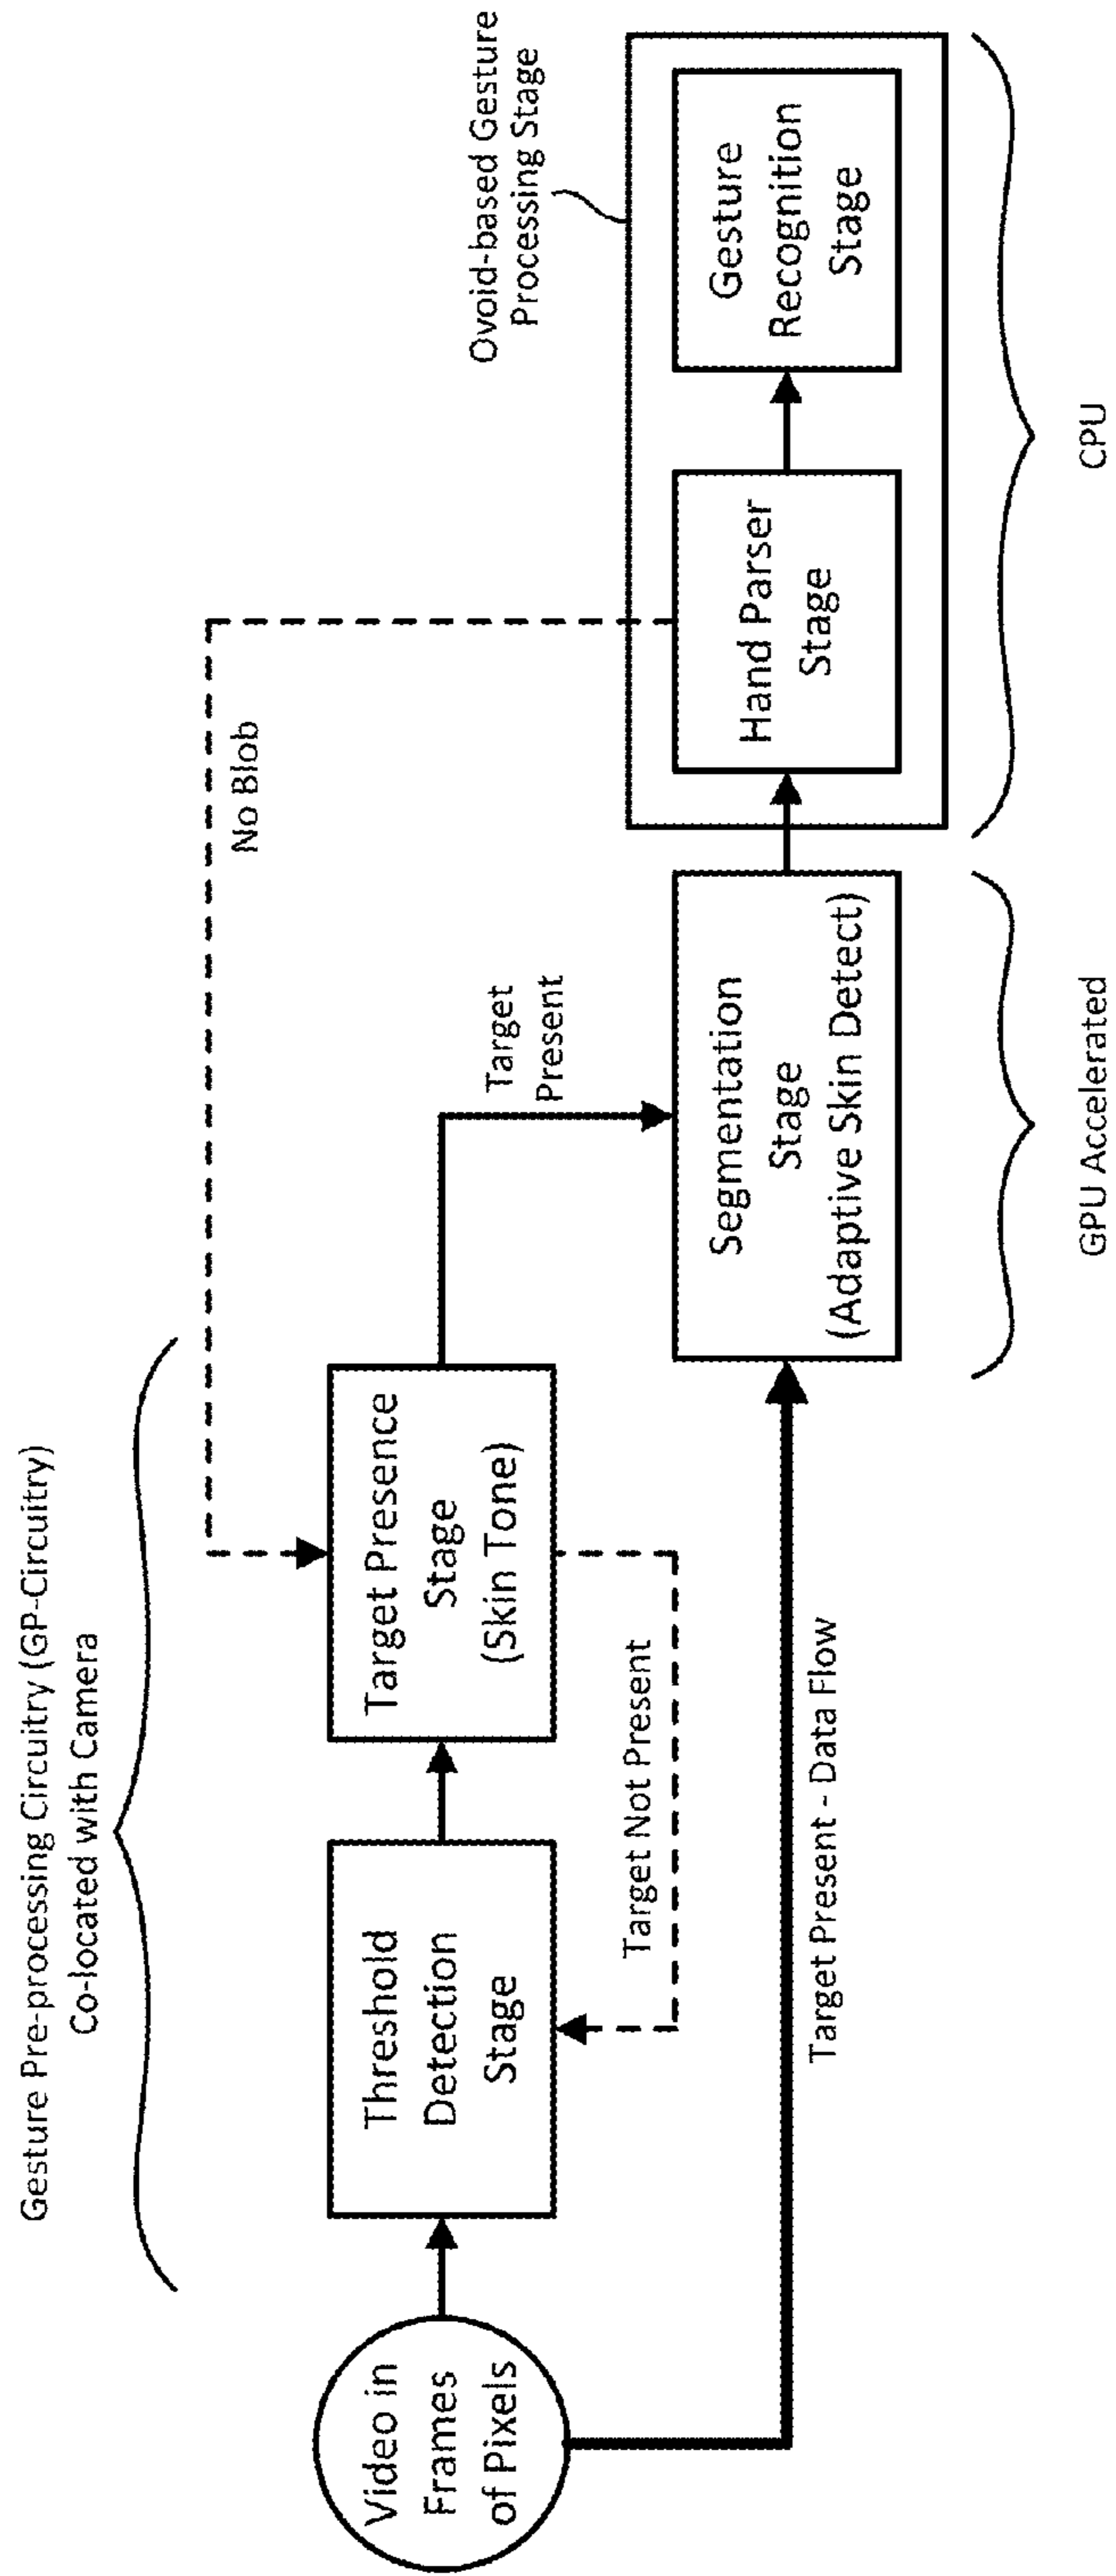 Gesture Pre-processing Circuitry (GP-Circuitry)
Co-located with Camera
Video in
Frames
of Pixels
Threshold
Detection
Stage
Target Presence
Stage
(Skin Tone)
Target Not Present
No Blob
Target
Present
Target Present - Data Flow
Segmentation
Stage
(Adaptive Skin Detect)
GPU Accelerated
Ovoid-based Gesture
Processing Stage
Hand Parser
Stage
Gesture
Recognition
Stage
CPU